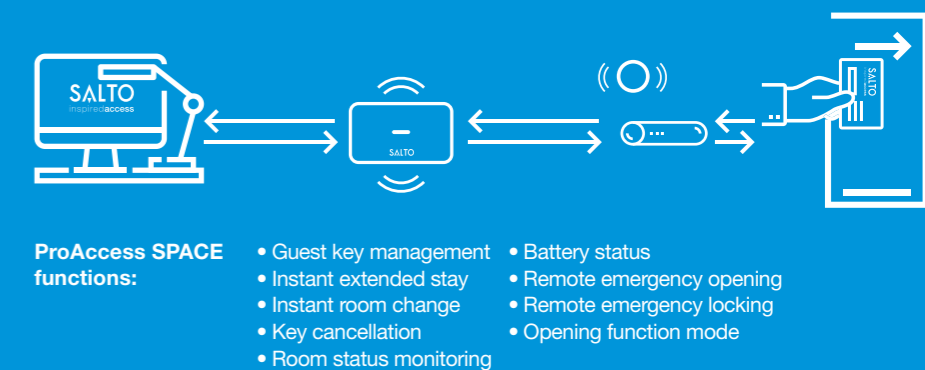 SALTO
inspiredaccess
SALTO
SALTO
ProAccess SPACE
functions:
• Guest key management
• Instant extended stay
• Instant room change
• Key cancellation
• Room status monitoring
• Battery status
• Remote emergency opening
• Remote emergency locking
• Opening function mode